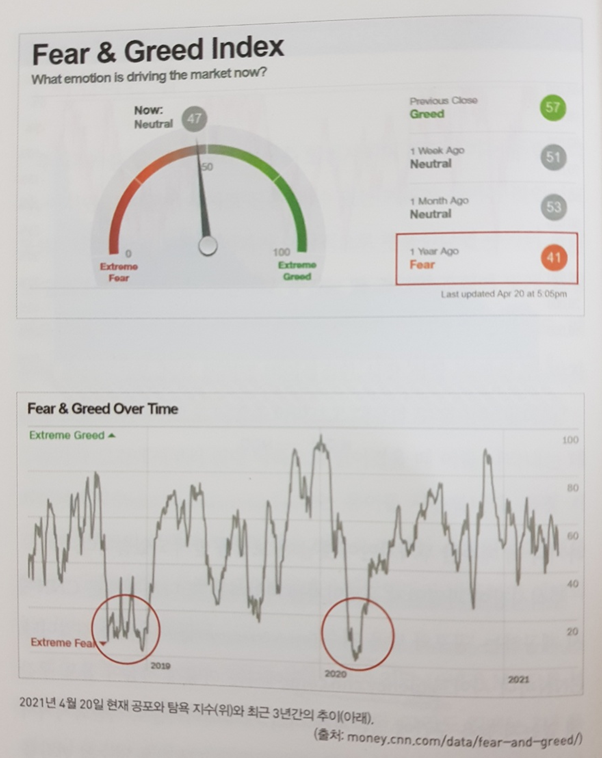 Fear & Greed Index
What emotion is driving the market now?
Now:
Neutral 47
50
0
Extreme
Fear
100
Extreme
Greed
Previous Close
Greed 57
1 Week Ago
Neutral 51
1 Month Ago
Neutral 53
1 Year Ago
Fear 41
Last updated Apr 20 at 5:05pm
Fear & Greed Over Time
Extreme Greed ▲
100
80
60
40
20
Extreme Fear ▼
2019
2020
2021
2021년 4월 20일 현재 공포와 탐욕 지수(위)와 최근 3년간의 추이(아래).
(출처: money.cnn.com/data/fear-and-greed/)